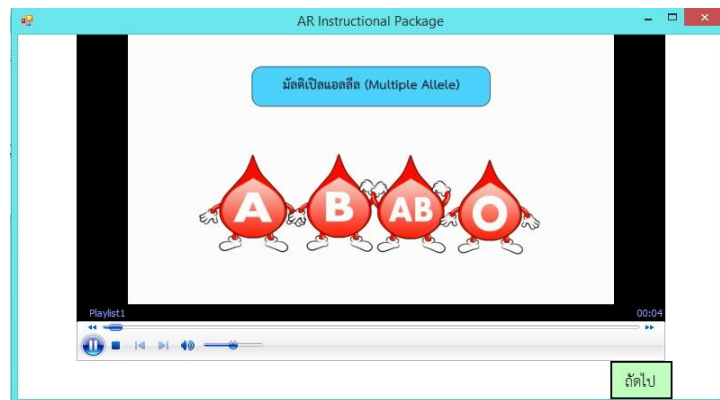 AR Instructional Package
มัลติเปิลแอลลีล (Multiple Allele)
A B AB O
Playlist1 00:04
ถัดไป